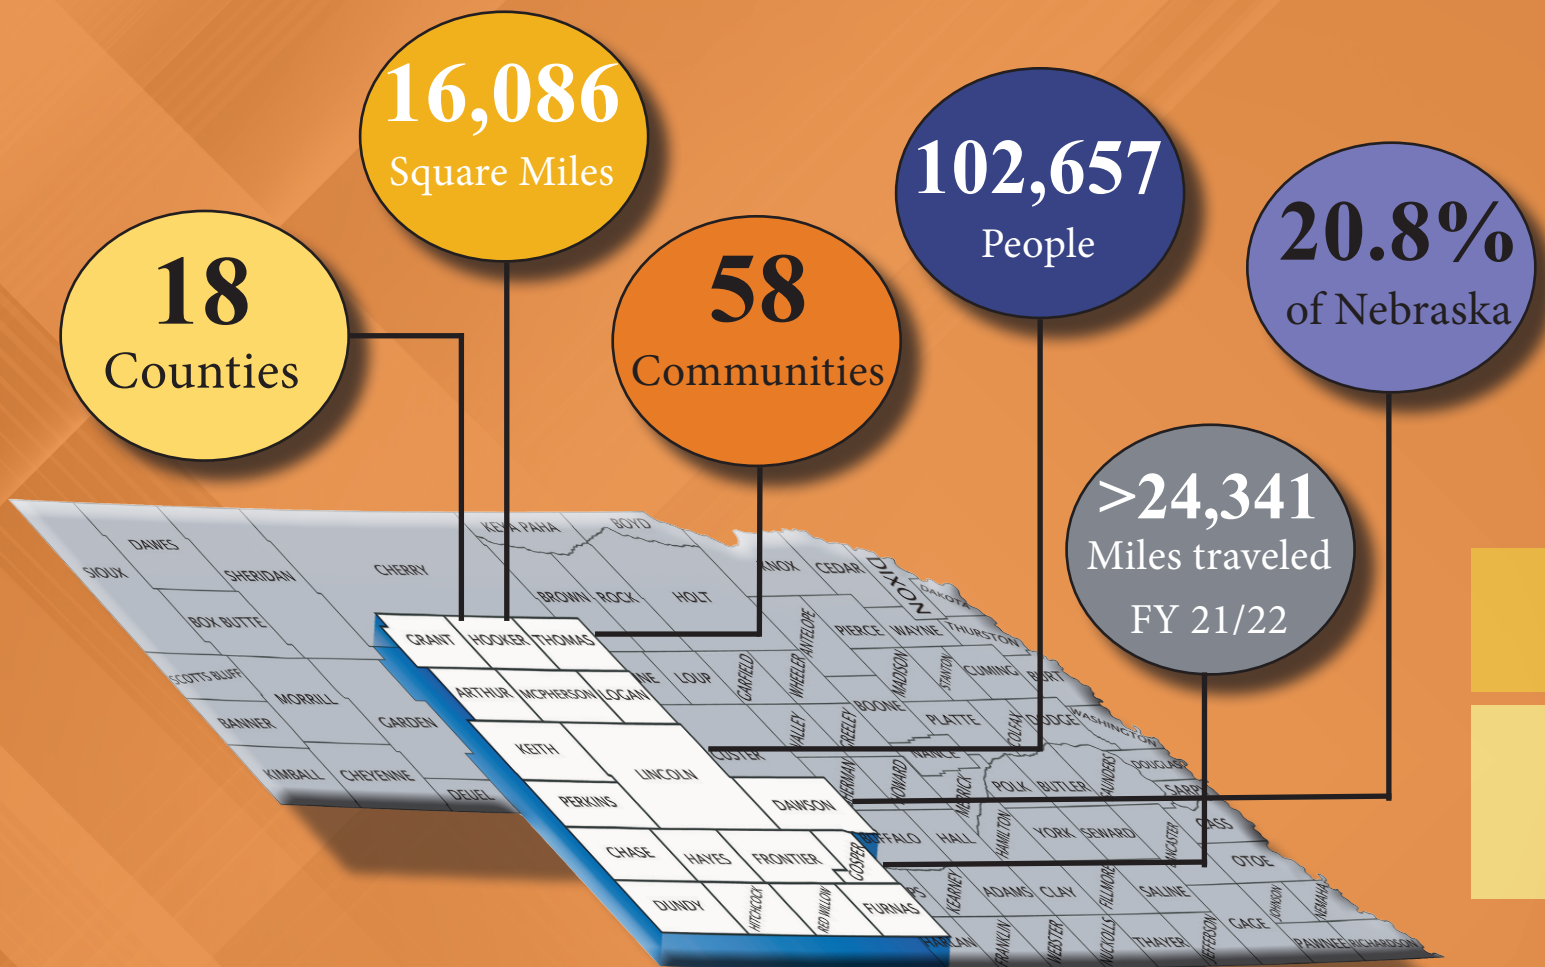 16,086
Square Miles
102,657
People
20.8%
of Nebraska
18
Counties
58
Communities
>24,341
Miles traveled
FY 21/22
KEYA PAHA
BOYD
DAWES
SIOUX
SHERIDAN
CHERRY
KNOX
CEDAR
DIXON
DAKOTA
BROWN
ROCK
HOLT
BOX BUTTE
ANTELOPE
PIERCE
WAYNE
THURSTON
GRANT
HOOKER
THOMAS
SCOTTS BLUFF
MORRILL
ARTHUR
MCPHERSON
LOGAN
NE
LOUP
GARFIELD
WHEELER
MADISON
STANTON
CUMING
BURT
BANNER
GARDEN
BOONE
PLATTE
COLFAX
DODGE
WASHINGTON
KEITH
LINCOLN
CUSTER
VALLEY
GREELEY
NANCE
KIMBALL
CHEYENNE
DEUEL
PERKINS
DAWSON
SHERMAN
HOWARD
MERRICK
POLK
BUTLER
SAUNDERS
DOUGLAS
SARPY
CHASE
HAYES
FRONTIER
GOSPER
BUFFALO
HALL
HAMILTON
YORK
SEWARD
LANCASTER
CASS
OTOE
DUNDY
HITCHCOCK
RED WILLOW
FURNAS
PS
KEARNEY
ADAMS
CLAY
FILLMORE
SALINE
JOHNSON
NEMAHA
HARLAN
FRANKLIN
WEBSTER
NUCKOLLS
THAYER
JEFFERSON
GAGE
PAWNEE
RICHARDSON